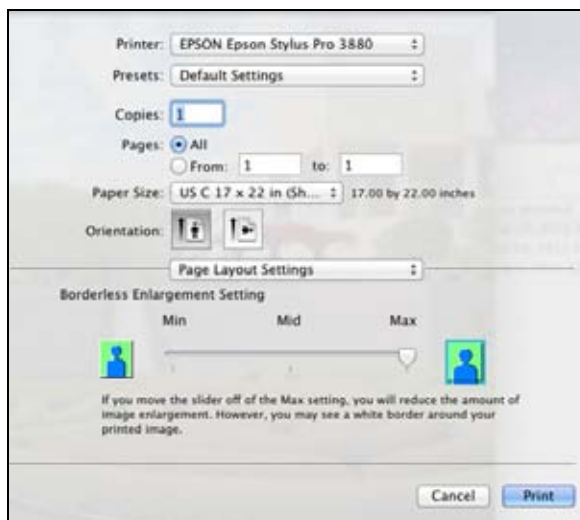 Printer: EPSON Epson Stylus Pro 3880
Presets: Default Settings
Copies: 1
Pages: All
From: 1 to: 1
Paper Size: US C 17 x 22 in (Sh... 17.00 by 22.00 inches
Orientation:
Page Layout Settings
Borderless Enlargement Setting
Min Mid Max
If you move the slider off of the Max setting, you will reduce the amount of
image enlargement. However, you may see a white border around your
printed image.
Cancel Print